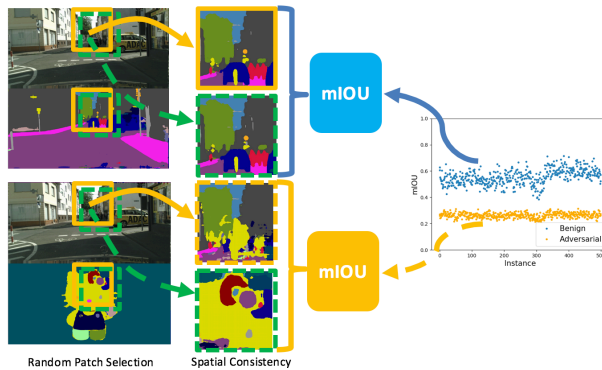 ADAC
mIOU
mIOU
mIOU
1.0
0.8
0.6
0.4
0.2
0.0
0 100 200 300 400 500
Benign
Adversarial
Instance
Random Patch Selection
Spatial Consistency